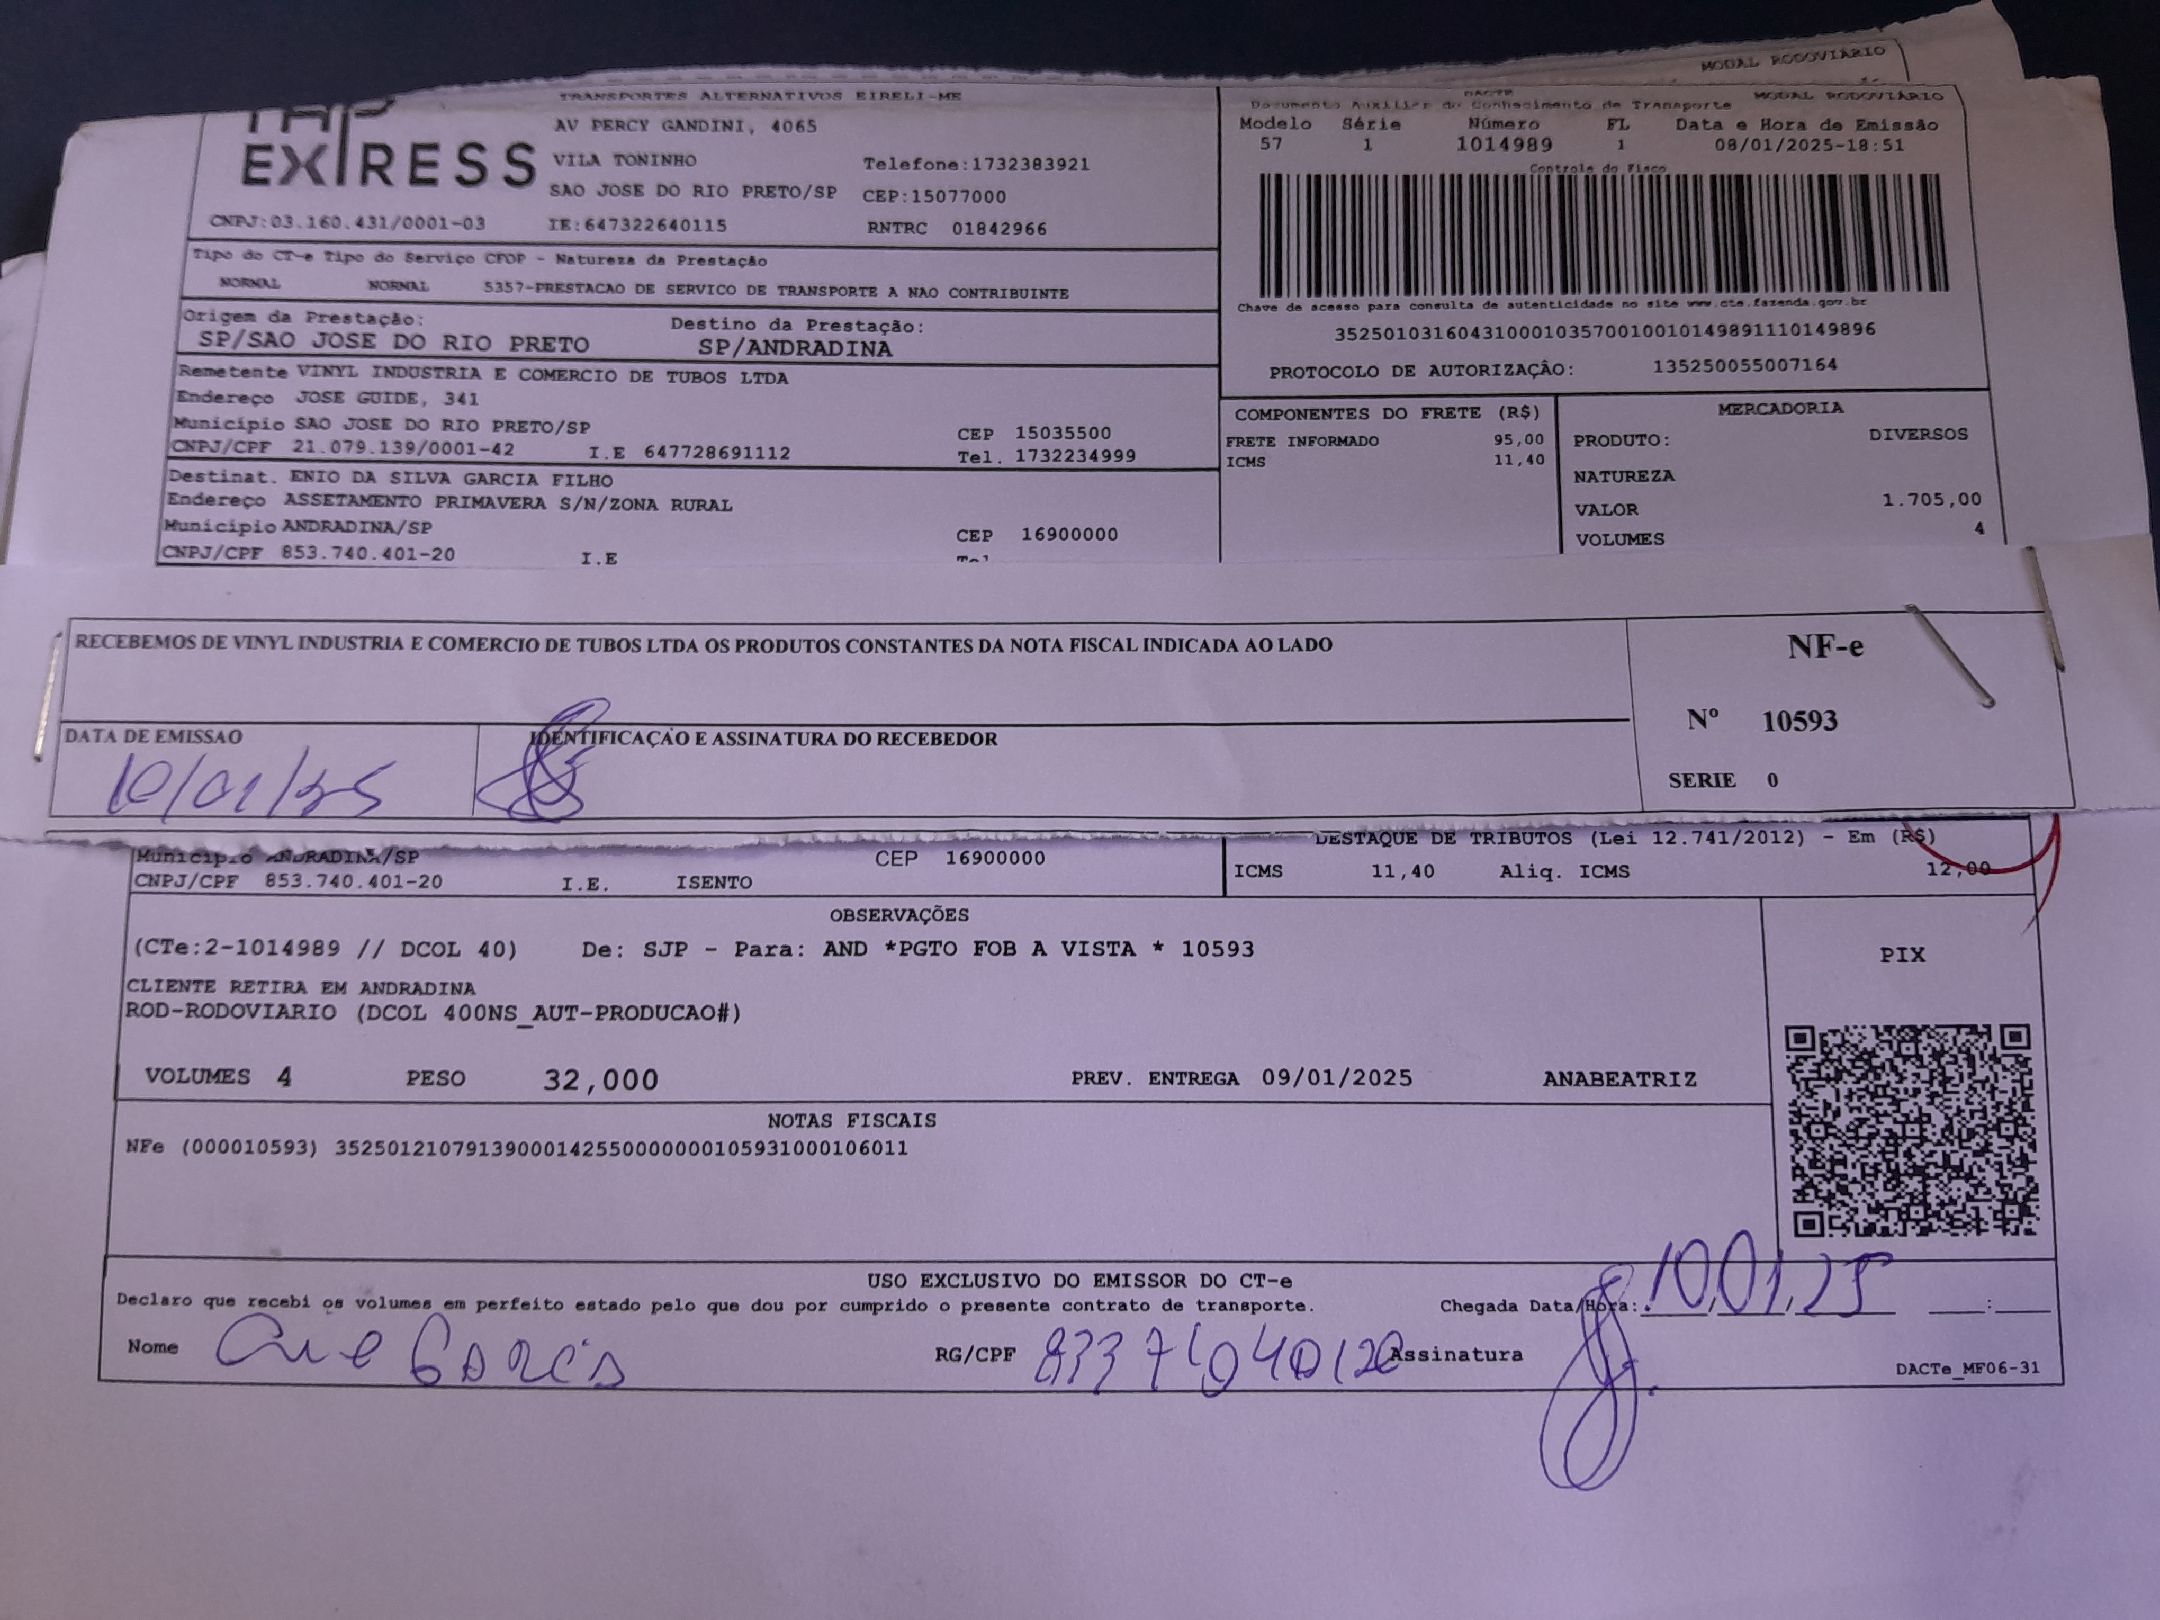 MODAL RODOVIÁRIO
TRANSPORTES ALTERNATIVOS EIRELI-ME
EXPRESS
AV PERCY GANDINI, 4065
VILA TONINHO Telefone:1732383921
SAO JOSE DO RIO PRETO/SP CEP:15077000
CNPJ:03.160.431/0001-03 IE:647322640115 RNTRC 01842966
DACTE MODAL RODOVIÁRIO
Documento Auxiliar do Conhecimento de Transporte
Modelo Série Número FL Data e Hora de Emissão
57 1 1014989 1 08/01/2025-18:51
Controle do Fisco
Chave de acesso para consulta de autenticidade no site www.cte.fazenda.gov.br
35250103160431000103570010010149891110149896
PROTOCOLO DE AUTORIZAÇÂO: 135250055007164
Tipo do CT-e Tipo do Serviço CFOP - Natureza da Prestação
NORMAL NORMAL 5357-PRESTACAO DE SERVICO DE TRANSPORTE A NAO CONTRIBUINTE
Origem da Prestação: Destino da Prestação:
SP/SAO JOSE DO RIO PRETO SP/ANDRADINA
Remetente VINYL INDUSTRIA E COMERCIO DE TUBOS LTDA
Endereço JOSE GUIDE, 341
Municipio SAO JOSE DO RIO PRETO/SP CEP 15035500
CNPJ/CPF 21.079.139/0001-42 I.E 647728691112 Tel. 1732234999
Destinat. ENIO DA SILVA GARCIA FILHO
Endereço ASSETAMENTO PRIMAVERA S/N/ZONA RURAL
Municipio ANDRADINA/SP CEP 16900000
CNPJ/CPF 853.740.401-20 I.E Tel
COMPONENTES DO FRETE (R$)
FRETE INFORMADO 95,00
ICMS 11,40
MERCADORIA
PRODUTO: DIVERSOS
NATUREZA
VALOR 1.705,00
VOLUMES 4
RECEBEMOS DE VINYL INDUSTRIA E COMERCIO DE TUBOS LTDA OS PRODUTOS CONSTANTES DA NOTA FISCAL INDICADA AO LADO
NF-e
Nº 10593
SERIE 0
DATA DE EMISSAO IDENTIFICAÇÃO E ASSINATURA DO RECEBEDOR
10/01/25
Municipio ANDRADINA/SP CEP 16900000
CNPJ/CPF 853.740.401-20 I.E. ISENTO
DESTAQUE DE TRIBUTOS (Lei 12.741/2012) - Em (R$)
ICMS 11,40 Aliq. ICMS 12,00
OBSERVAÇÕES
(CTe:2-1014989 // DCOL 40) De: SJP - Para: AND *PGTO FOB A VISTA * 10593
CLIENTE RETIRA EM ANDRADINA
ROD-RODOVIARIO (DCOL 400NS_AUT-PRODUCAO#)
PIX
VOLUMES 4 PESO 32,000 PREV. ENTREGA 09/01/2025 ANABEATRIZ
NOTAS FISCAIS
NFe (000010593) 35250121079139000142550000000105931000106011
USO EXCLUSIVO DO EMISSOR DO CT-e
Declaro que recebi os volumes em perfeito estado pelo que dou por cumprido o presente contrato de transporte. Chegada Data/Hora: 10,01,25 :
Nome RG/CPF Assinatura
DACTe_MF06-31